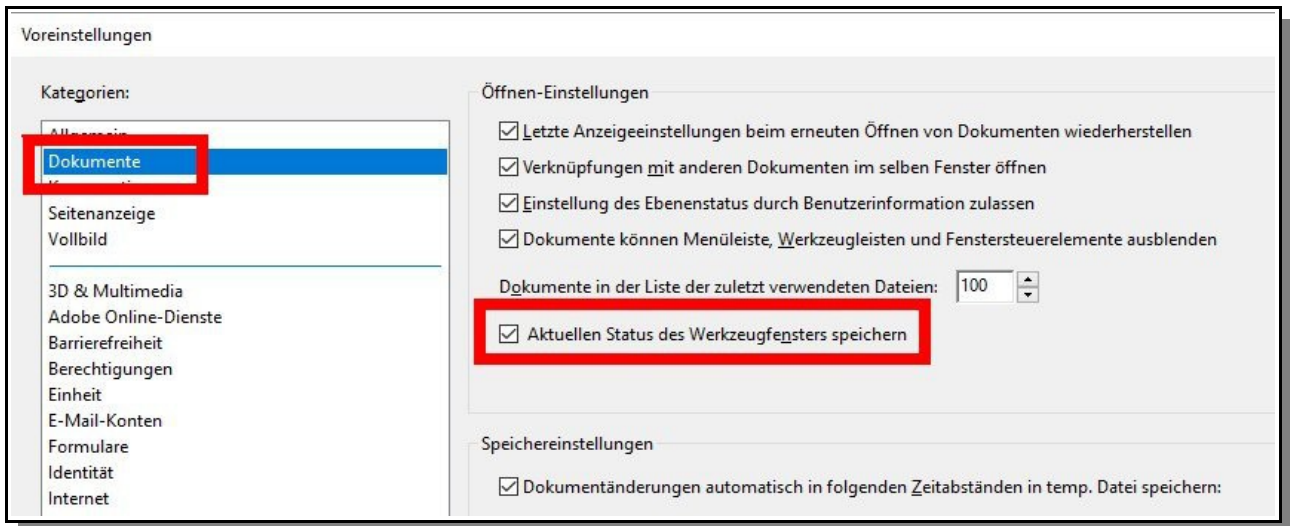 Voreinstellungen
Kategorien:
Allgemein
Dokumente
Seitenanzeige
Vollbild
3D & Multimedia
Adobe Online-Dienste
Barrierefreiheit
Berechtigungen
Einheit
E-Mail-Konten
Formulare
Identität
Internet
Öffnen-Einstellungen
Letzte Anzeigeeinstellungen beim erneuten Öffnen von Dokumenten wiederherstellen
Verknüpfungen mit anderen Dokumenten im selben Fenster öffnen
Einstellung des Ebenenstatus durch Benutzerinformation zulassen
Dokumente können Menüleiste, Werkzeugleisten und Fenstersteuerelemente ausblenden
Dokumente in der Liste der zuletzt verwendeten Dateien: 100
Aktuellen Status des Werkzeugfensters speichern
Speichereinstellungen
Dokumentänderungen automatisch in folgenden Zeitabständen in temp. Datei speichern: